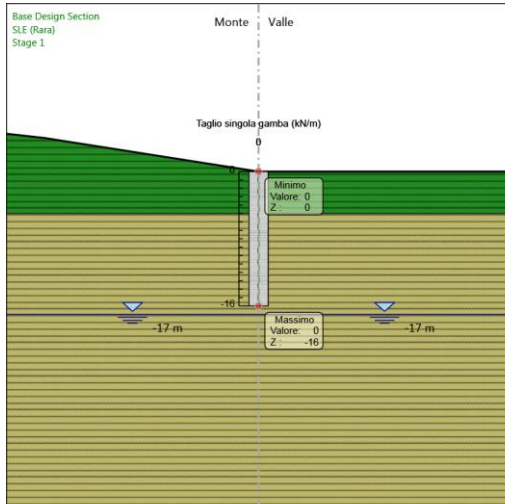 Base Design Section
SLE (Rara)
Stage 1
Monte
Valle
Taglio singola gamba (kN/m)
0
0
Minimo
Valore: 0
Z : 0
-16
-17 m
-17 m
Massimo
Valore: 0
Z : -16